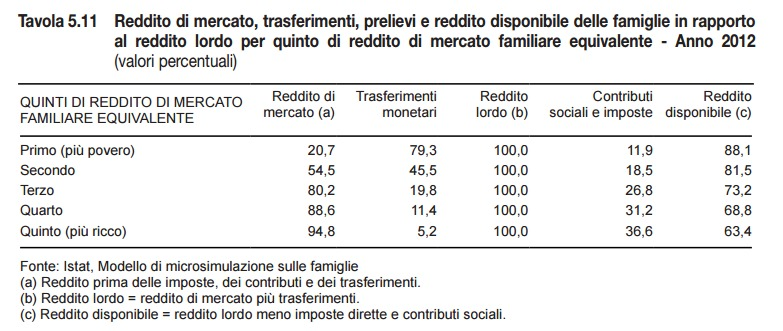 Tavola 5.11 Reddito di mercato, trasferimenti, prelievi e reddito disponibile delle famiglie in rapporto
al reddito lordo per quinto di reddito di mercato familiare equivalente - Anno 2012
(valori percentuali)
QUINTI DI REDDITO DI MERCATO FAMILIARE EQUIVALENTE Reddito di mercato (a) Trasferimenti monetari Reddito lordo (b) Contributi sociali e imposte Reddito disponibile (c)
Primo (più povero) 20,7 79,3 100,0 11,9 88,1
Secondo 54,5 45,5 100,0 18,5 81,5
Terzo 80,2 19,8 100,0 26,8 73,2
Quarto 88,6 11,4 100,0 31,2 68,8
Quinto (più ricco) 94,8 5,2 100,0 36,6 63,4
Fonte: Istat, Modello di microsimulazione sulle famiglie
(a) Reddito prima delle imposte, dei contributi e dei trasferimenti.
(b) Reddito lordo = reddito di mercato più trasferimenti.
(c) Reddito disponibile = reddito lordo meno imposte dirette e contributi sociali.